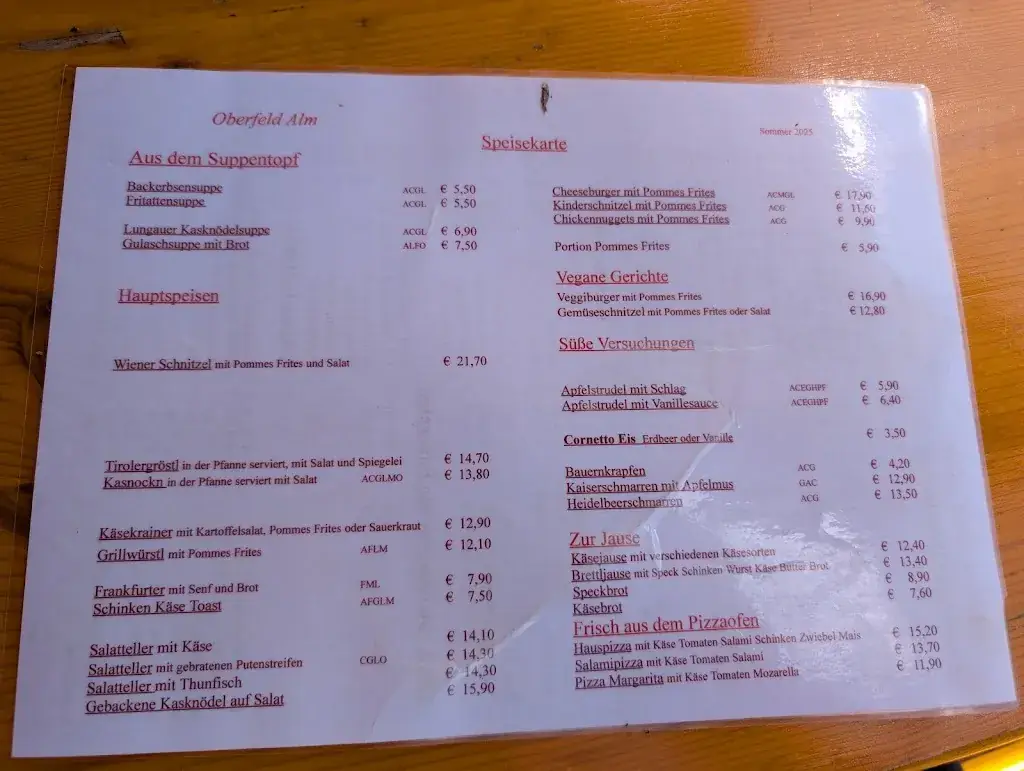 Oberfeld Alm
Speisekarte
Sommer 2025
Aus dem Suppentopf
Backerbsensuppe ACGL € 5,50
Fritattensuppe ACGL € 5,50
Lungauer Kasknödelsuppe ACGL € 6,90
Gulaschsuppe mit Brot ALFO € 7,50
Hauptspeisen
Wiener Schnitzel mit Pommes Frites und Salat € 21,70
Tirolergröstl in der Pfanne serviert, mit Salat und Spiegelei € 14,70
Kasnockn in der Pfanne serviert mit Salat ACGLMO € 13,80
Käsekrainer mit Kartoffelsalat, Pommes Frites oder Sauerkraut € 12,90
Grillwürstl mit Pommes Frites AFLM € 12,10
Frankfurter mit Senf und Brot FML € 7,90
Schinken Käse Toast AFGLM € 7,50
Salatteller mit Käse € 14,10
Salatteller mit gebratenen Putenstreifen CGLO € 14,30
Salatteller mit Thunfisch € 14,30
Gebackene Kasknödel auf Salat € 15,90
Cheeseburger mit Pommes Frites ACMGL € 17,90
Kinderschnitzel mit Pommes Frites ACG € 11,60
Chickennuggets mit Pommes Frites ACG € 9,90
Portion Pommes Frites € 5,90
Vegane Gerichte
Veggiburger mit Pommes Frites € 16,90
Gemüseschnitzel mit Pommes Frites oder Salat € 12,80
Süße Versuchungen
Apfelstrudel mit Schlag ACEGHPF € 5,90
Apfelstrudel mit Vanillesauce ACEGHPF € 6,40
Cornetto Eis Erdbeer oder Vanille € 3,50
Bauernkrapfen ACG € 4,20
Kaiserschmarren mit Apfelmus GAC € 12,90
Heidelbeerschmarren ACG € 13,50
Zur Jause
Käsejause mit verschiedenen Käsesorten € 12,40
Brettljause mit Speck Schinken Wurst Käse Butter Brot € 13,40
Speckbrot € 8,90
Käsebrot € 7,60
Frisch aus dem Pizzaofen
Hauspizza mit Käse Tomaten Salami Schinken Zwiebel Mais € 15,20
Salamipizza mit Käse Tomaten Salami € 13,70
Pizza Margarita mit Käse Tomaten Mozarella € 11,90